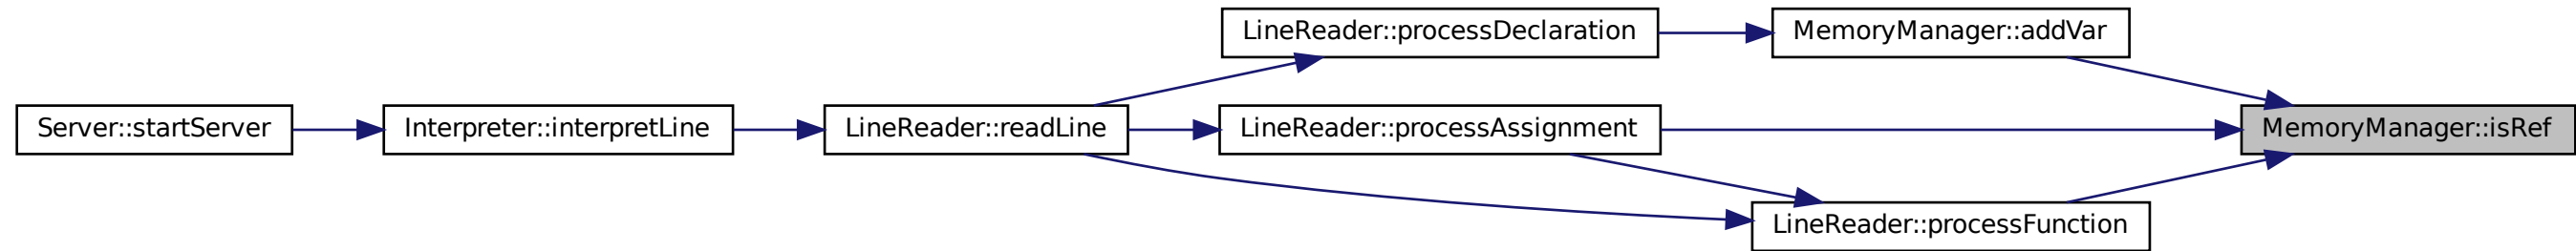 LineReader::processDeclaration
MemoryManager::addVar
Server::startServer
Interpreter::interpretLine
LineReader::readLine
LineReader::processAssignment
MemoryManager::isRef
LineReader::processFunction